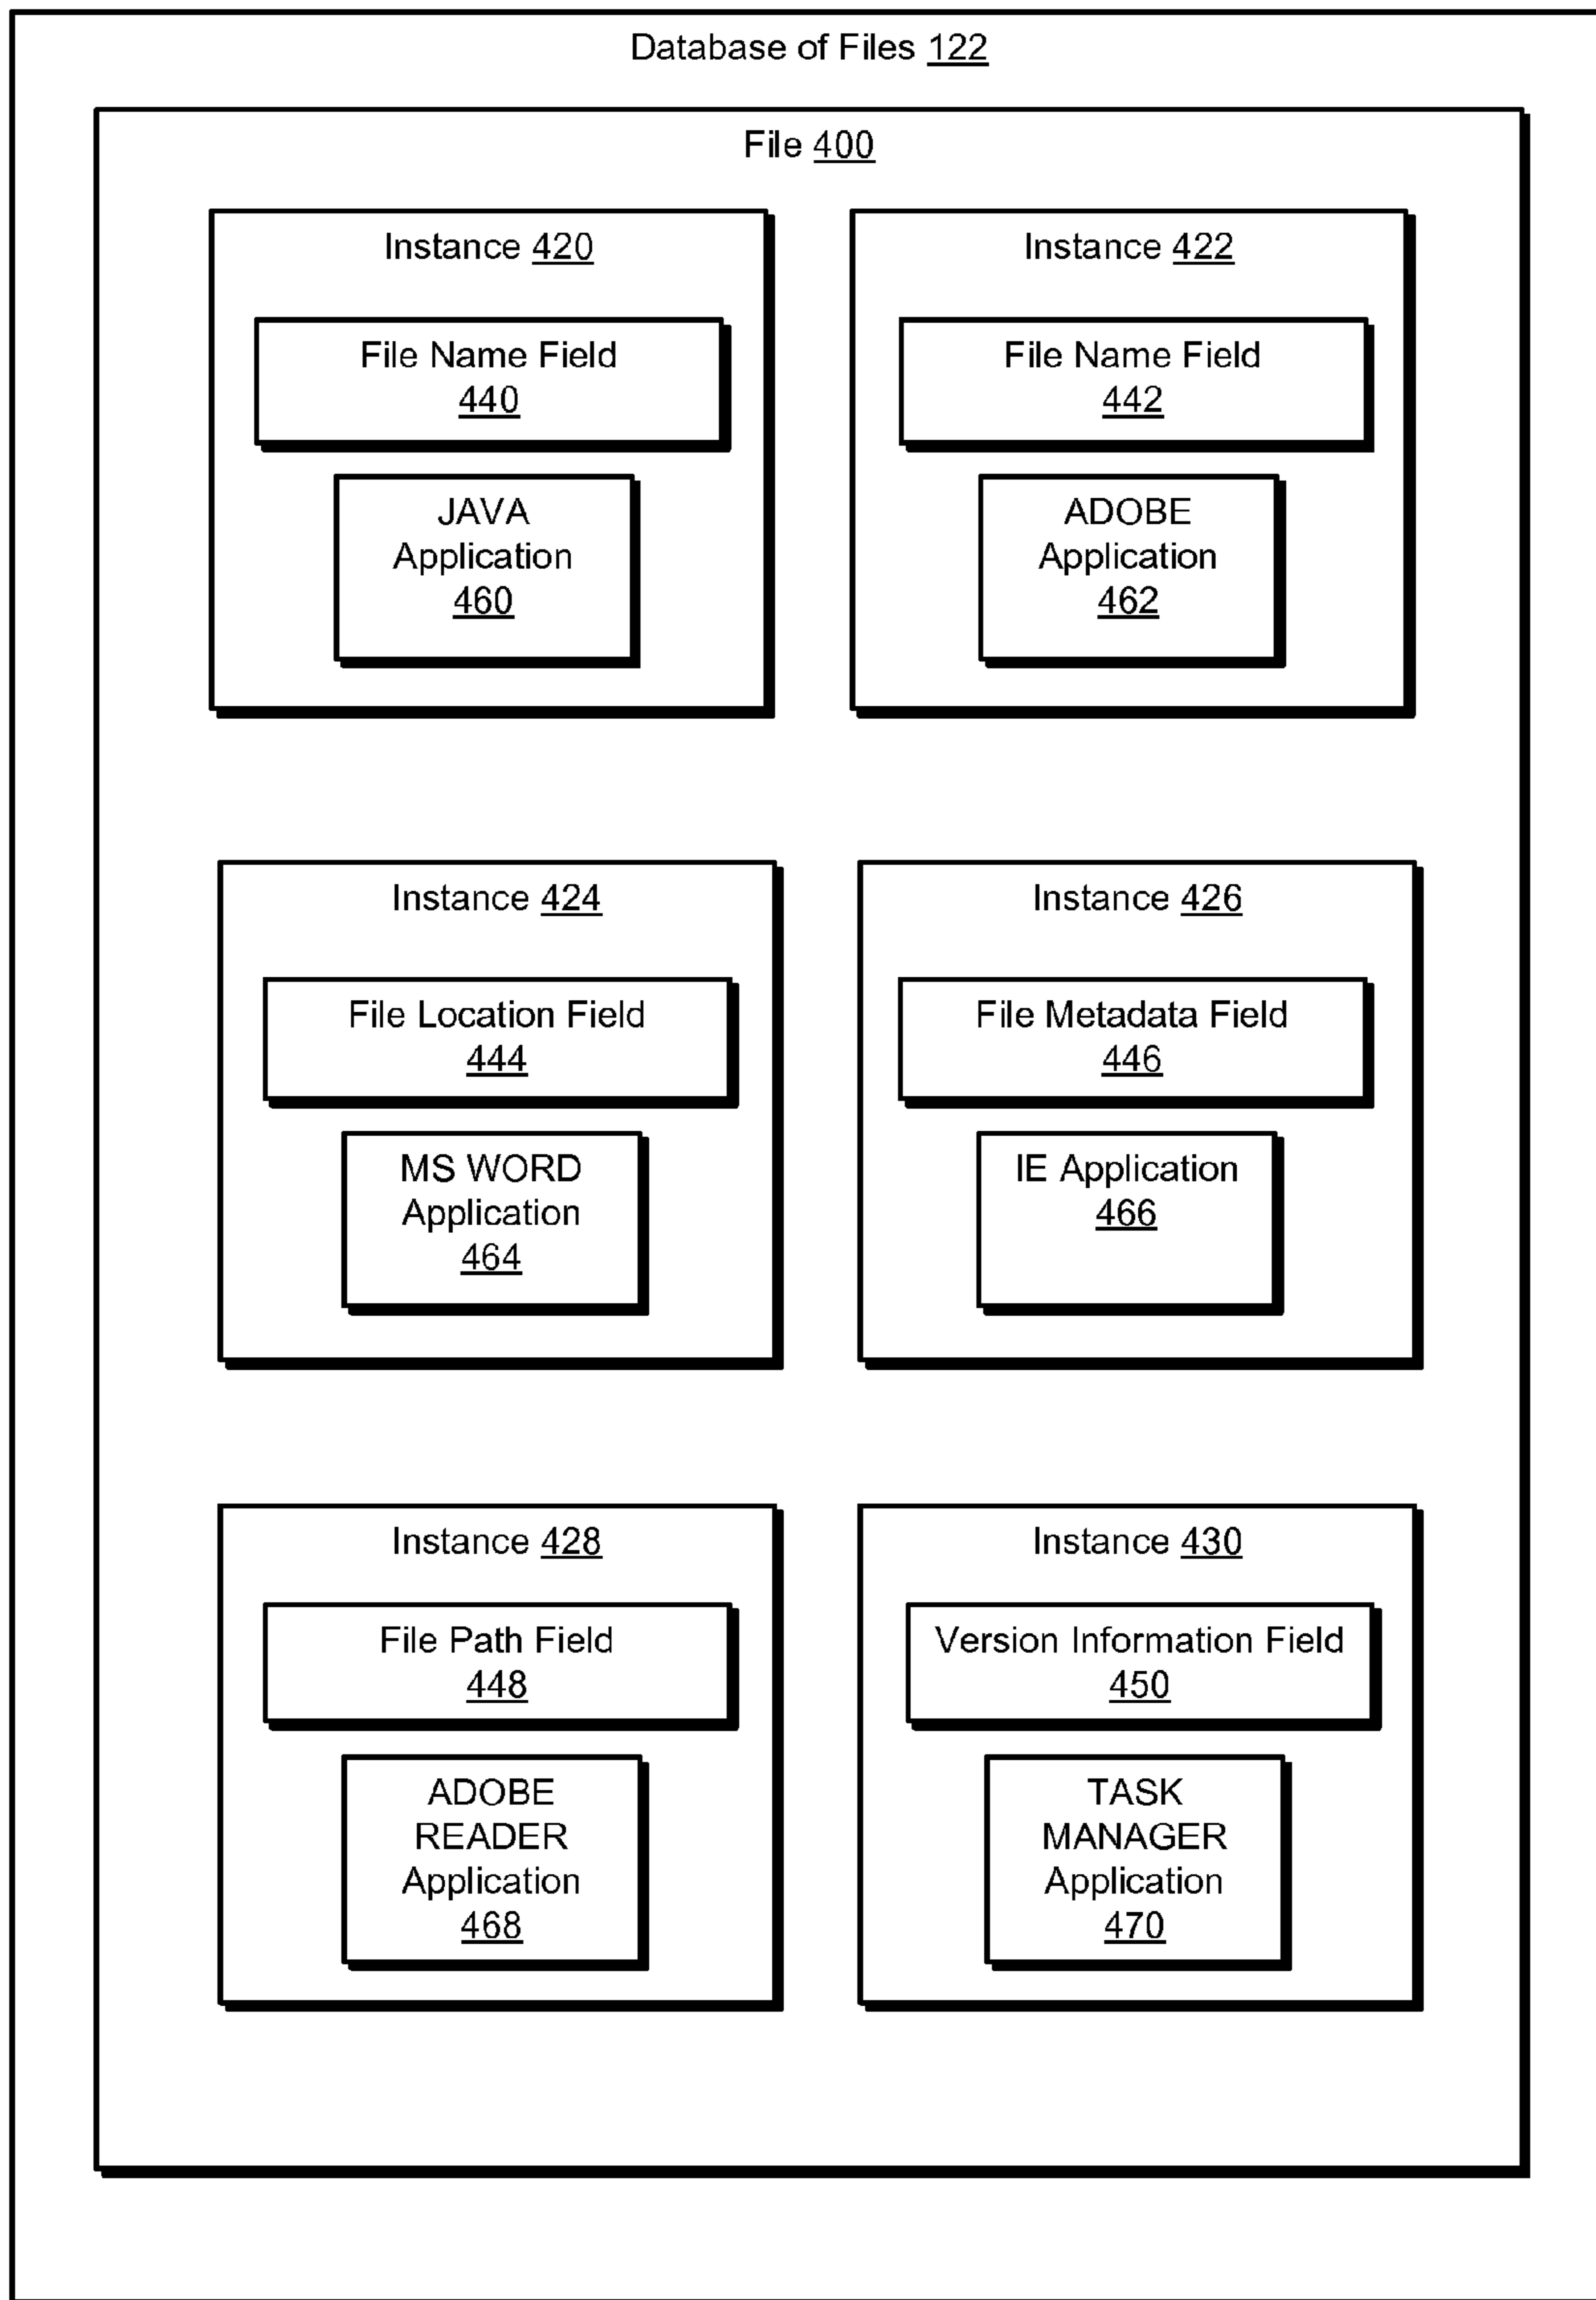 Database of Files 122
File 400
Instance 420
File Name Field
440
JAVA
Application
460
Instance 422
File Name Field
442
ADOBE
Application
462
Instance 424
File Location Field
444
MS WORD
Application
464
Instance 426
File Metadata Field
446
IE Application
466
Instance 428
File Path Field
448
ADOBE
READER
Application
468
Instance 430
Version Information Field
450
TASK
MANAGER
Application
470